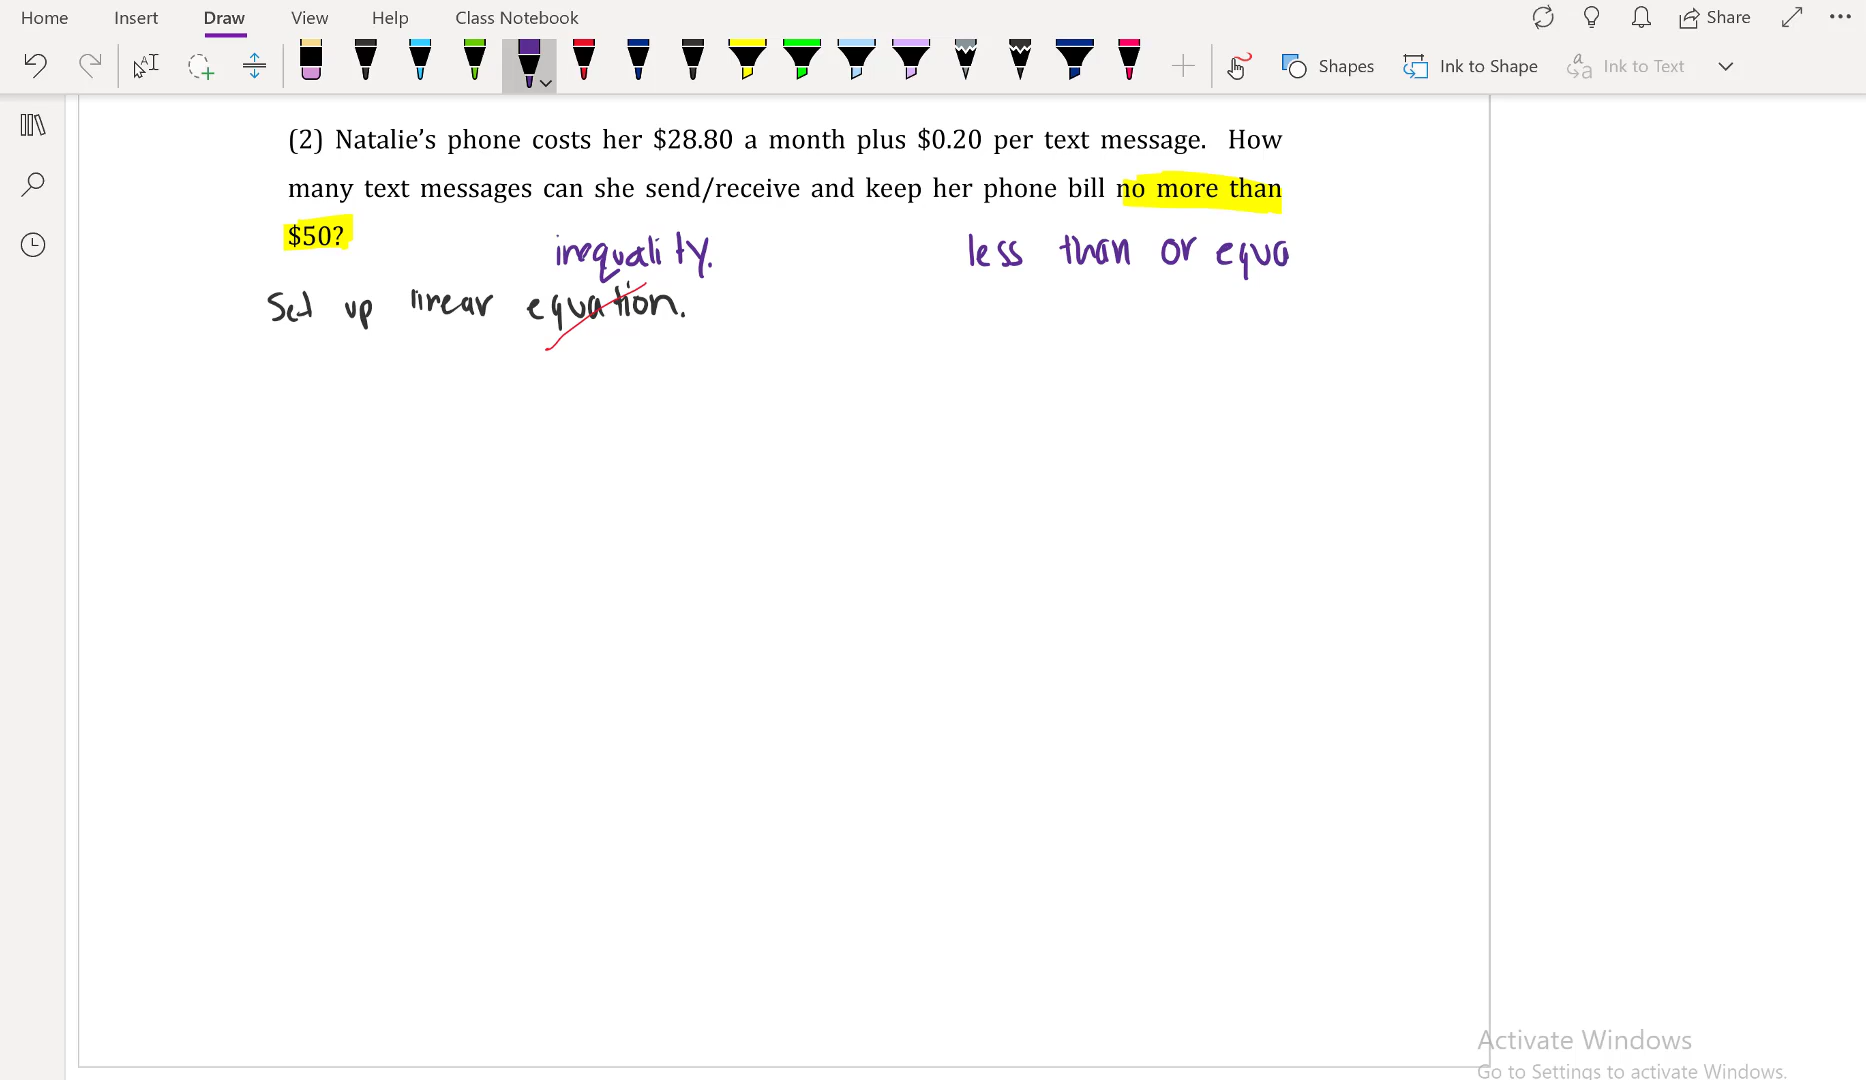 Home Insert Draw View Help Class Notebook Share
Shapes Ink to Shape Ink to Text
(2) Natalie's phone costs her $28.80 a month plus $0.20 per text message. How
many text messages can she send/receive and keep her phone bill no more than
$50?
inequality. less than or equa
Set up linear equation.
Activate Windows
Go to Settings to activate Windows.